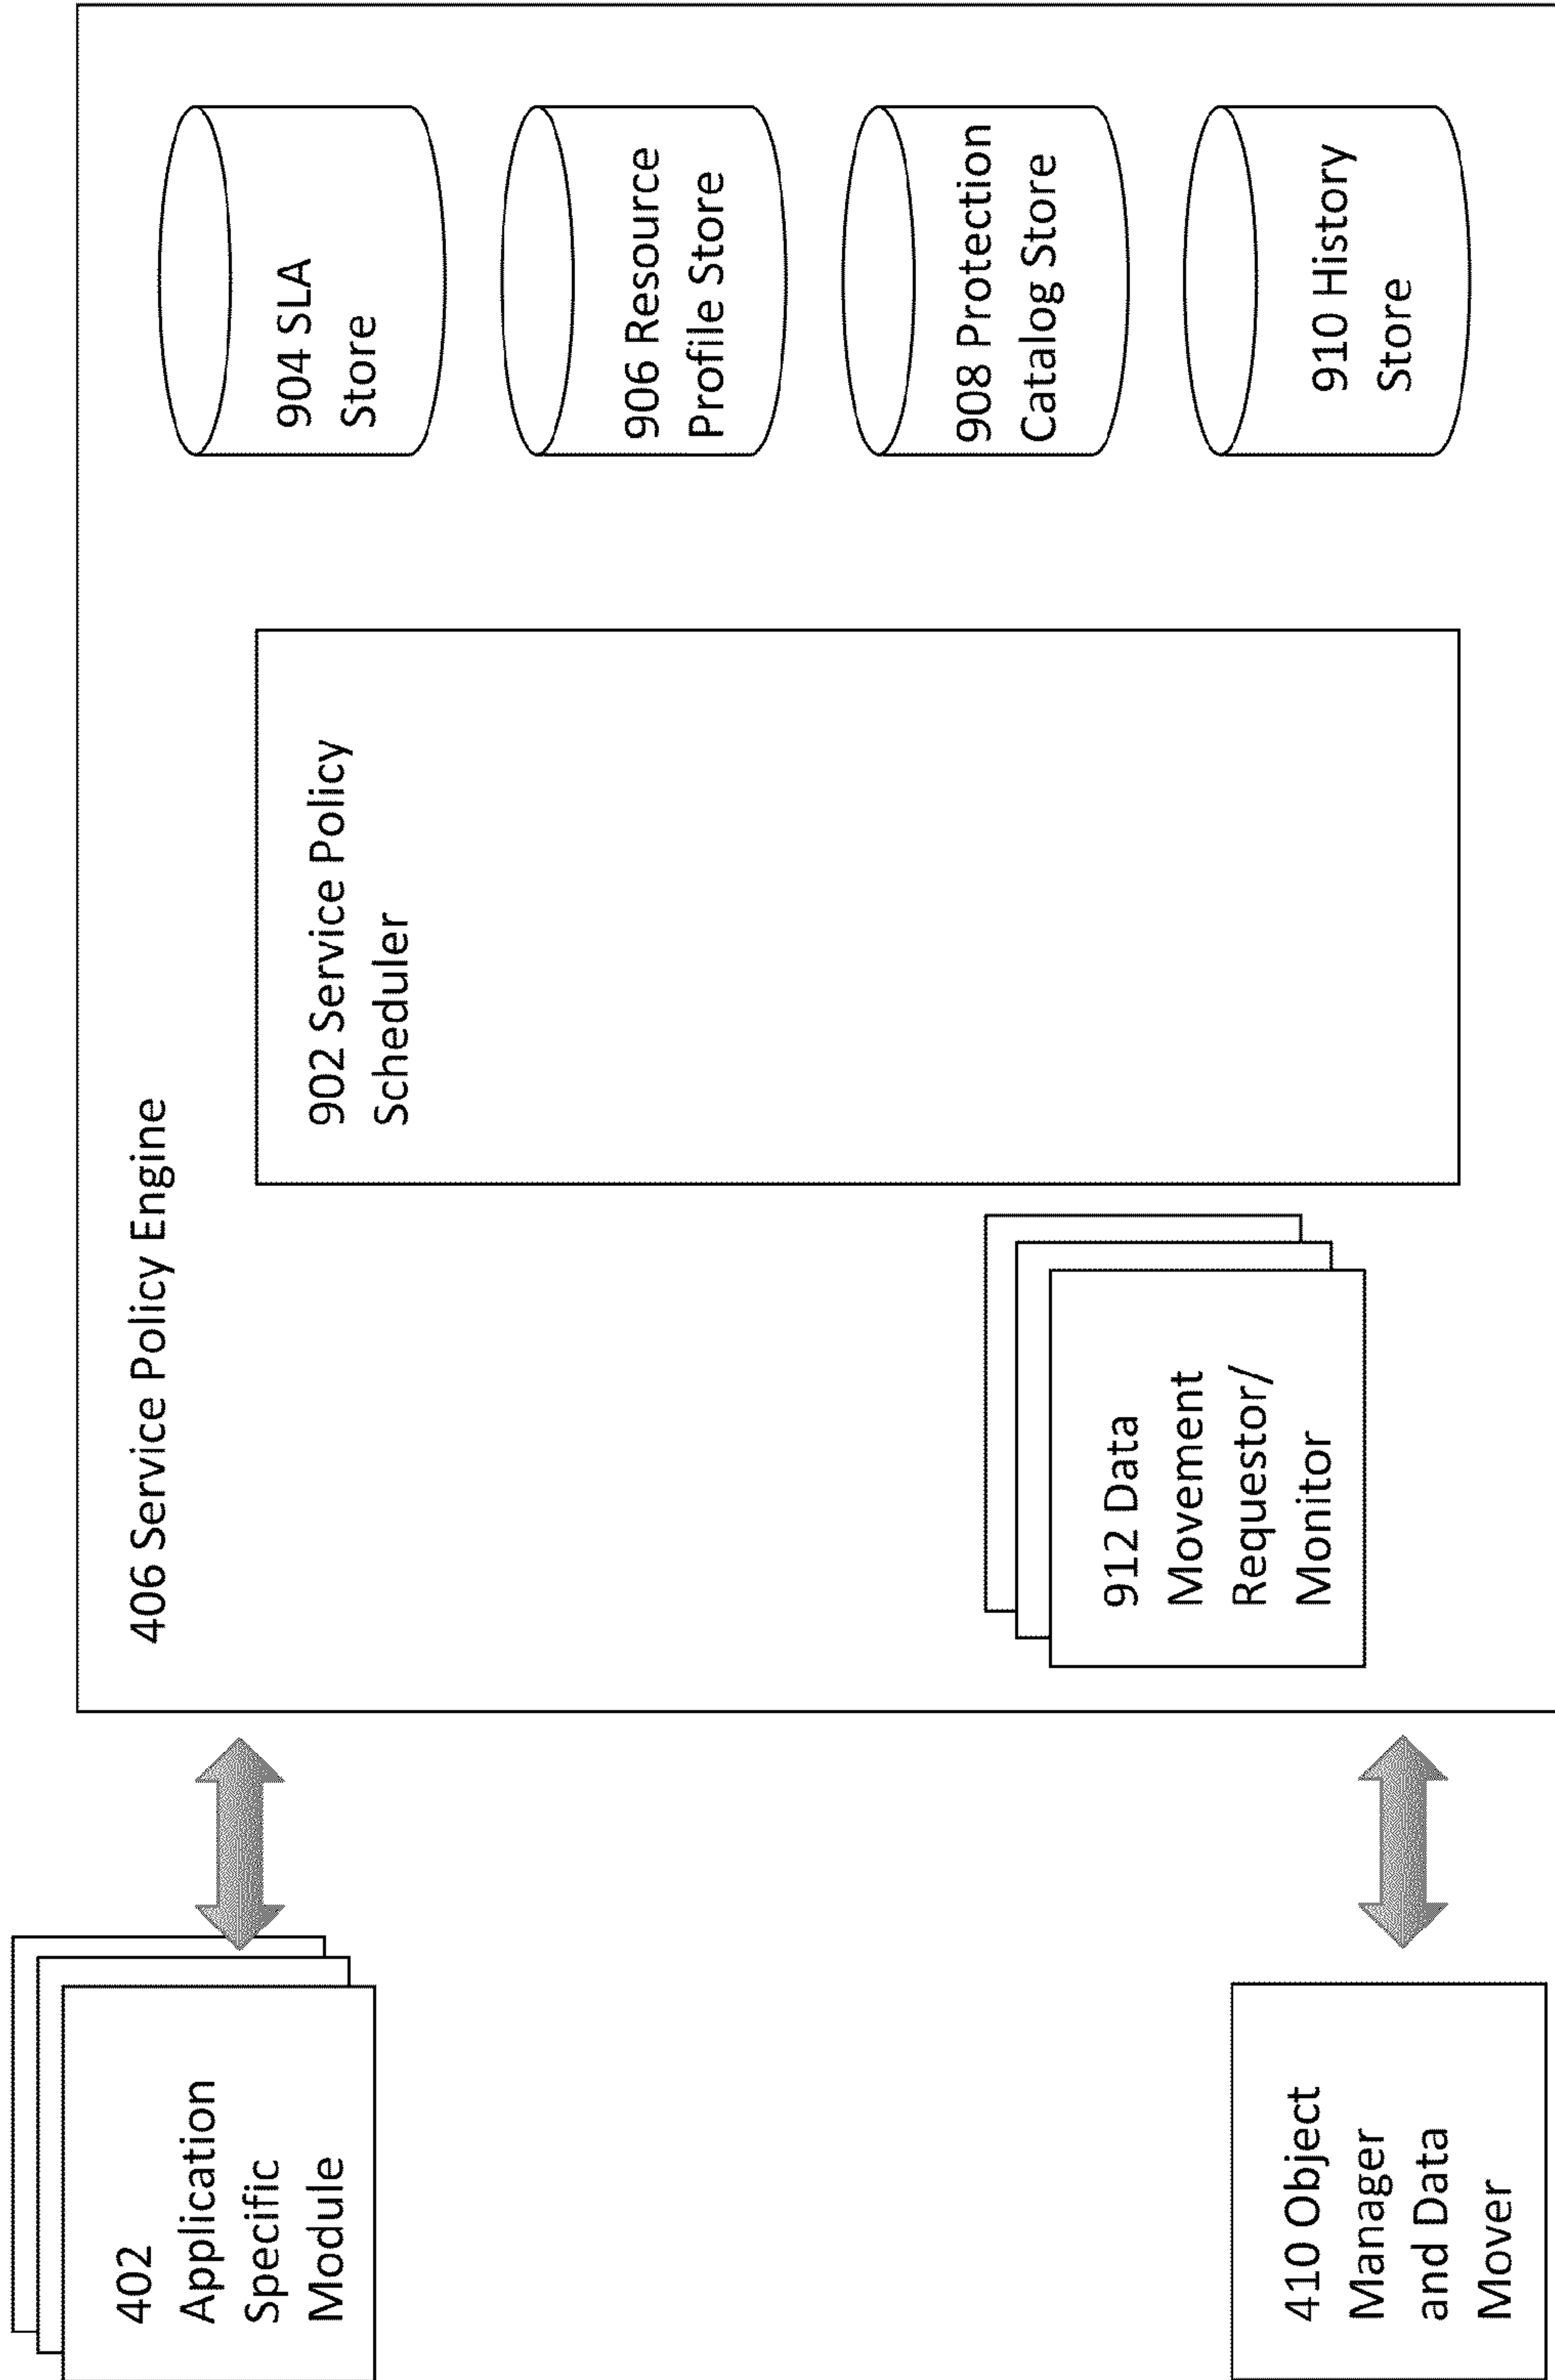 402
Application
Specific
Module
410 Object
Manager
and Data
Mover
406 Service Policy Engine
912 Data
Movement
Requestor/
Monitor
902 Service Policy
Scheduler
904 SLA
Store
906 Resource
Profile Store
908 Protection
Catalog Store
910 History
Store